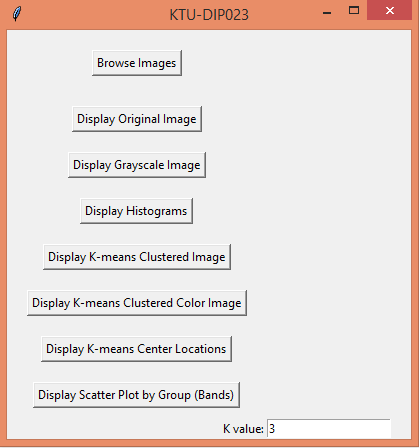 KTU-DIP023
Browse Images
Display Original Image
Display Grayscale Image
Display Histograms
Display K-means Clustered Image
Display K-means Clustered Color Image
Display K-means Center Locations
Display Scatter Plot by Group (Bands)
K value: 3